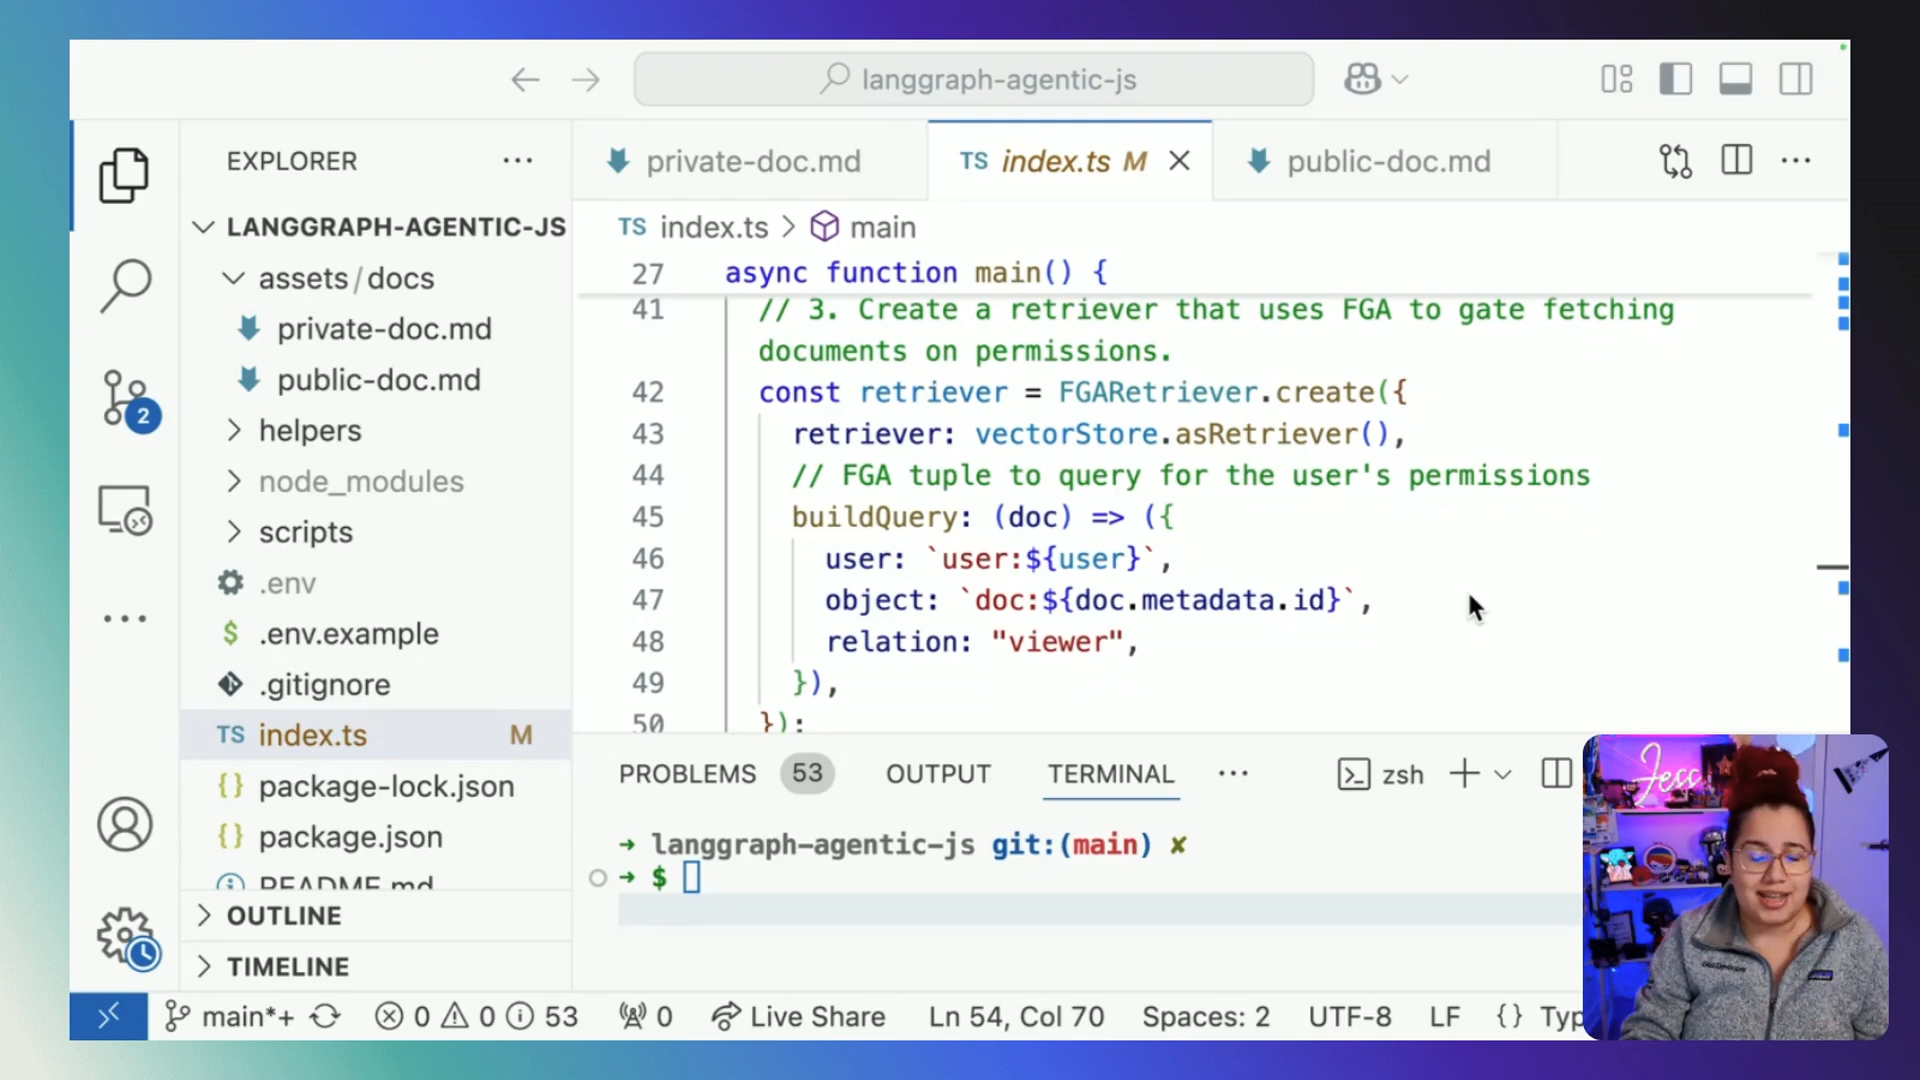 langgraph-agentic-js
EXPLORER
LANGGRAPH-AGENTIC-JS
assets/docs
private-doc.md
public-doc.md
helpers
node_modules
scripts
.env
$ .env.example
.gitignore
TS index.ts M
{} package-lock.json
{} package.json
README.md
OUTLINE
TIMELINE
2
private-doc.md
TS index.ts M
public-doc.md
TS index.ts > main
27 async function main() {
41 // 3. Create a retriever that uses FGA to gate fetching
documents on permissions.
42 const retriever = FGARetriever.create({
43 retriever: vectorStore.asRetriever(),
44 // FGA tuple to query for the user's permissions
45 buildQuery: (doc) => ({
46 user: `user:${user}`,
47 object: `doc:${doc.metadata.id}`,
48 relation: "viewer",
49 }),
50 });
PROBLEMS 53 OUTPUT TERMINAL zsh
→ langgraph-agentic-js git:(main) ✘
→ $
Jess
main*+ 0 0 53 0 Live Share Ln 54, Col 70 Spaces: 2 UTF-8 LF {}